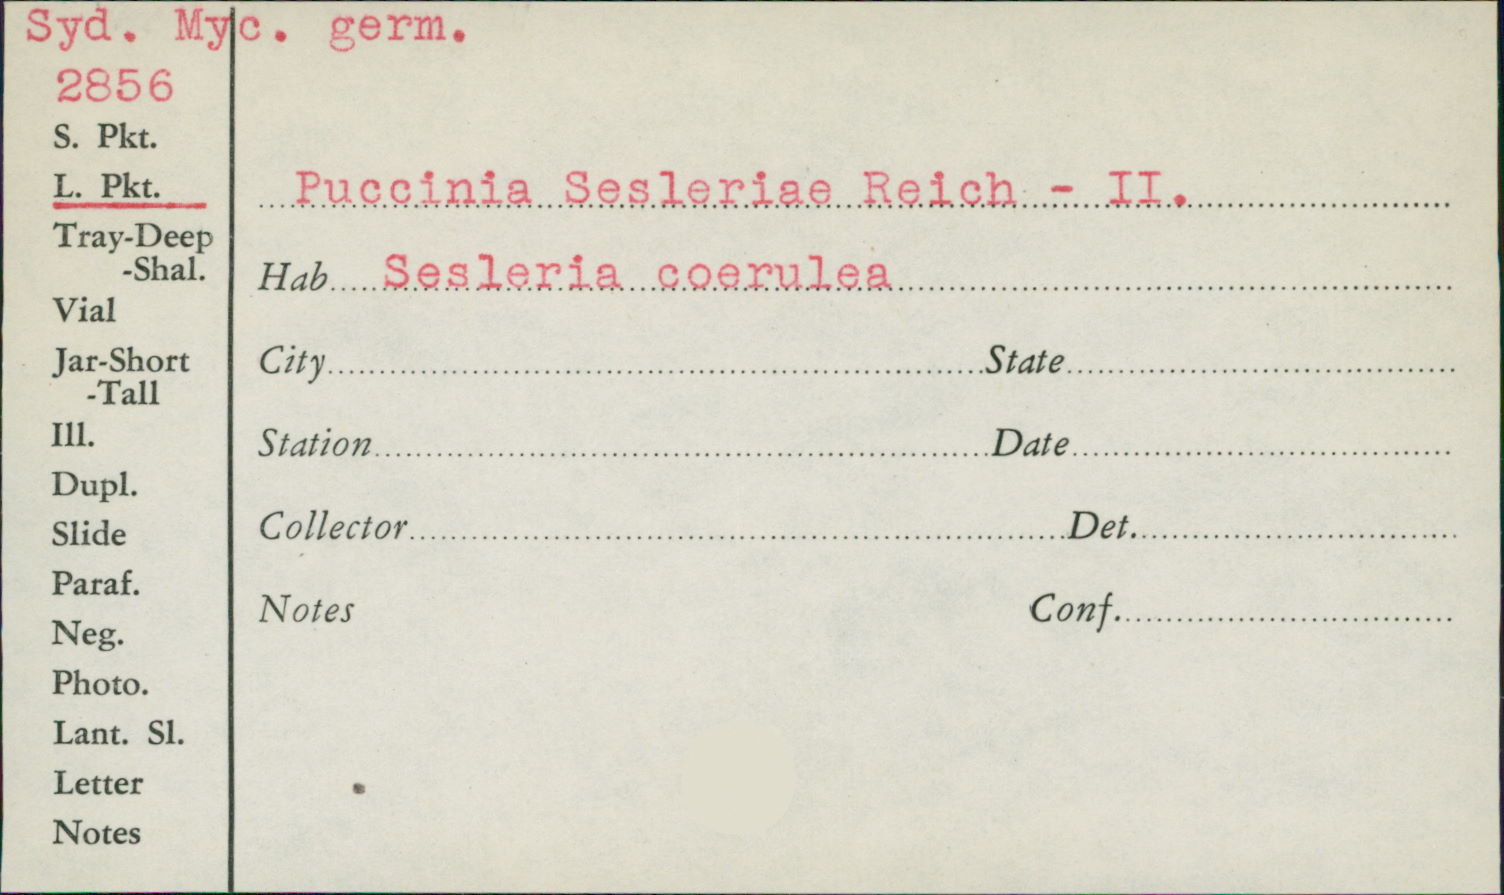 Syd. Myc. germ.
2856
S. Pkt.
L. Pkt.
Tray-Deep
-Shal.
Vial
Jar-Short
-Tall
Ill.
Dupl.
Slide
Paraf.
Neg.
Photo.
Lant. Sl.
Letter
Notes
Puccinia Sesleriae Reich - II.
Hab Sesleria coerulea
City State
Station Date
Collector Det.
Notes Conf.